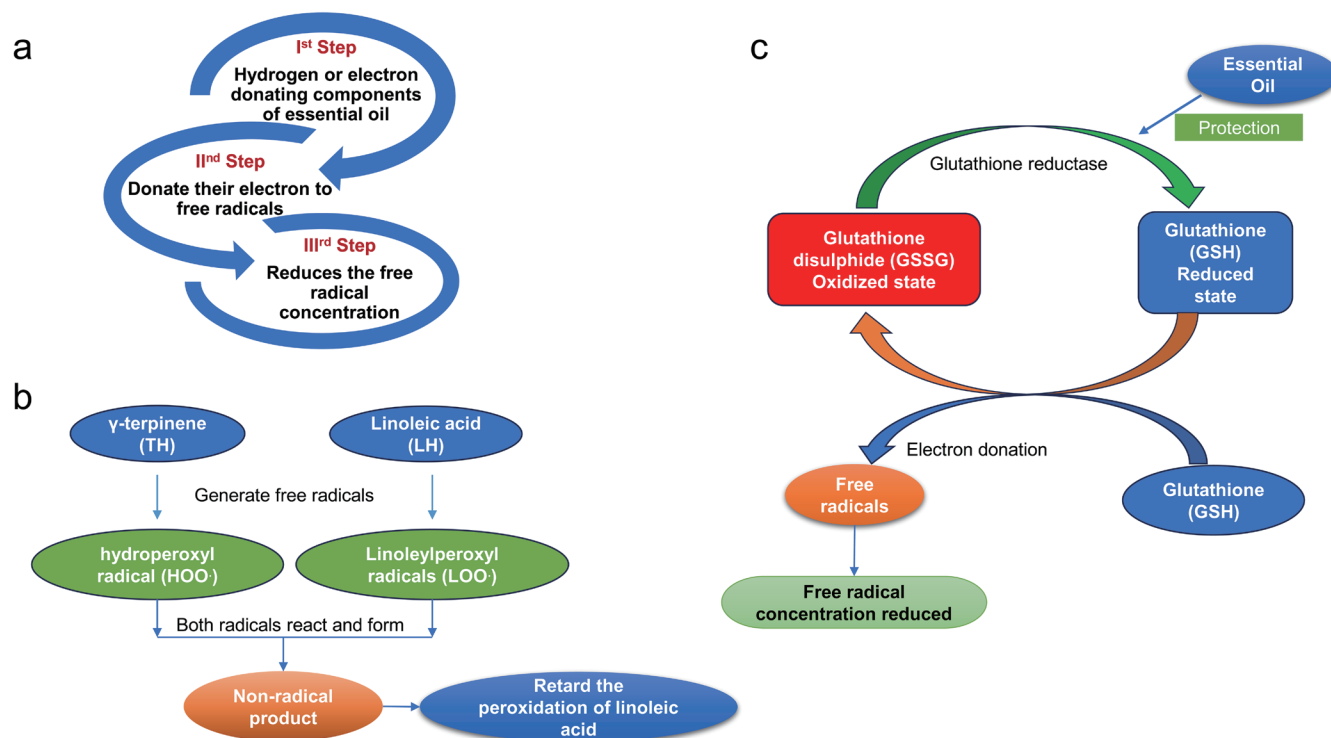 a
Iˢᵗ Step
Hydrogen or electron
donating components
of essential oil
IIⁿᵈ Step
Donate their electron to
free radicals
IIIʳᵈ Step
Reduces the free
radical
concentration
b
γ-terpinene
(TH)
Linoleic acid
(LH)
Generate free radicals
hydroperoxyl
radical (HOO·)
Linoleylperoxyl
radicals (LOO·)
Both radicals react and form
Non-radical
product
Retard the
peroxidation of linoleic
acid
c
Essential
Oil
Protection
Glutathione reductase
Glutathione
disulphide (GSSG)
Oxidized state
Glutathione
(GSH)
Reduced
state
Electron donation
Free
radicals
Glutathione
(GSH)
Free radical
concentration reduced